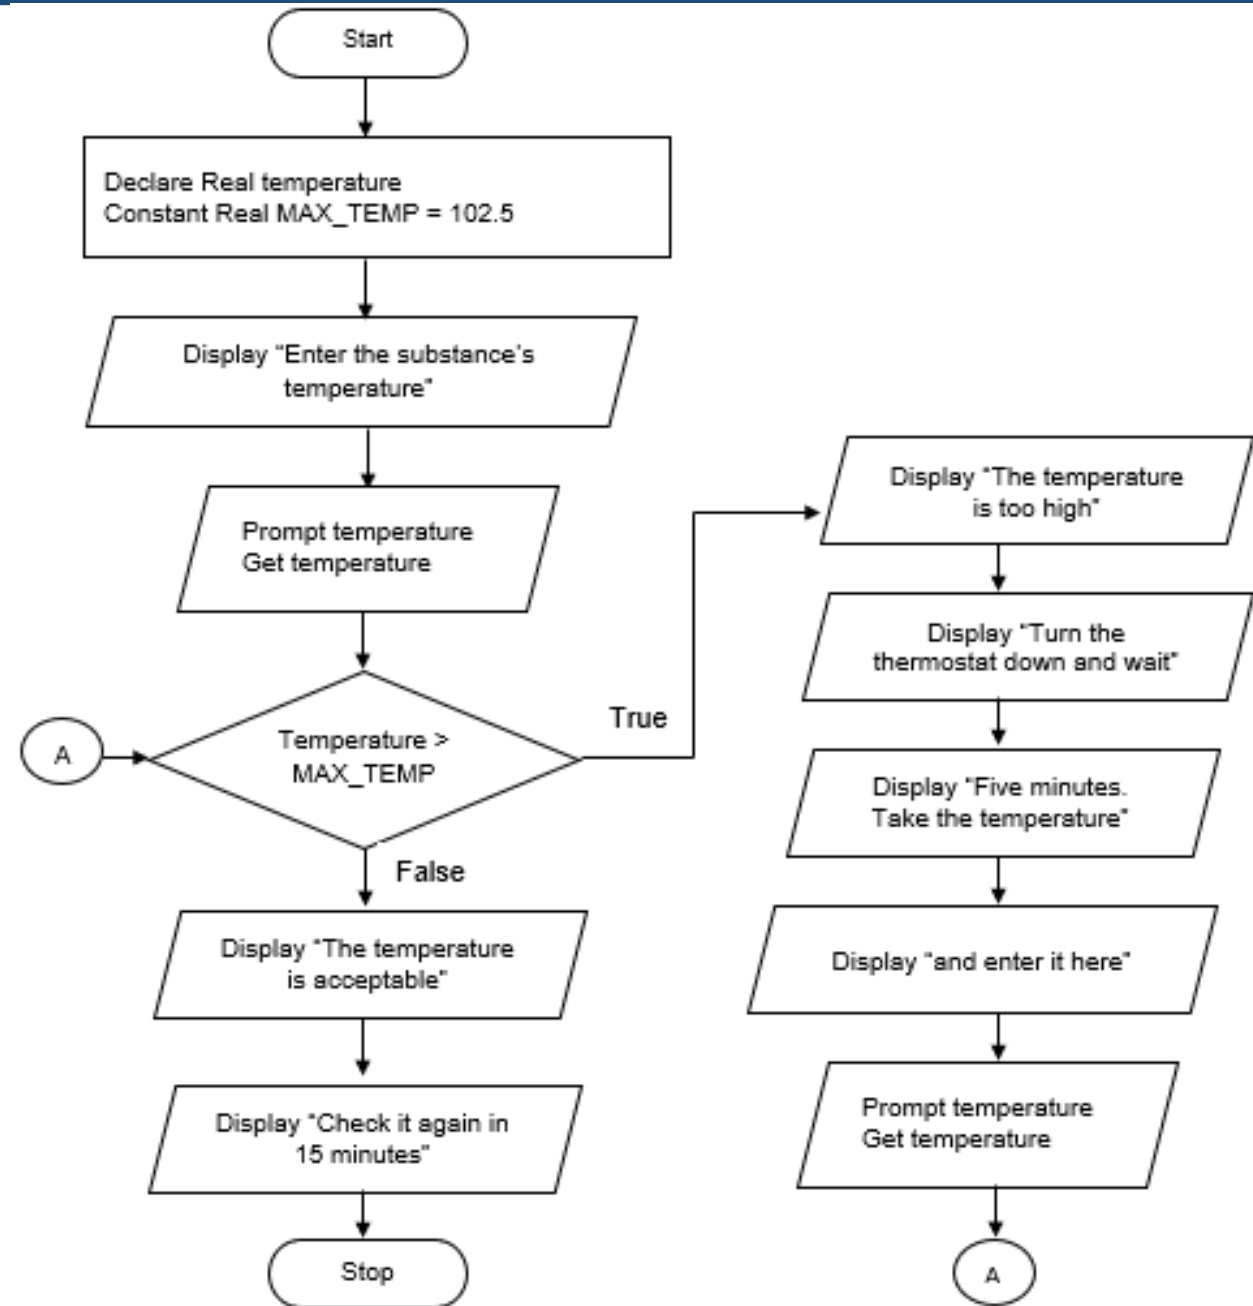 Start
Declare Real temperature
Constant Real MAX_TEMP = 102.5
Display “Enter the substance’s
temperature”
Prompt temperature
Get temperature
A
Temperature >
MAX_TEMP
True
False
Display “The temperature
is acceptable”
Display “Check it again in
15 minutes”
Stop
Display “The temperature
is too high”
Display “Turn the
thermostat down and wait”
Display “Five minutes.
Take the temperature”
Display “and enter it here”
Prompt temperature
Get temperature
A